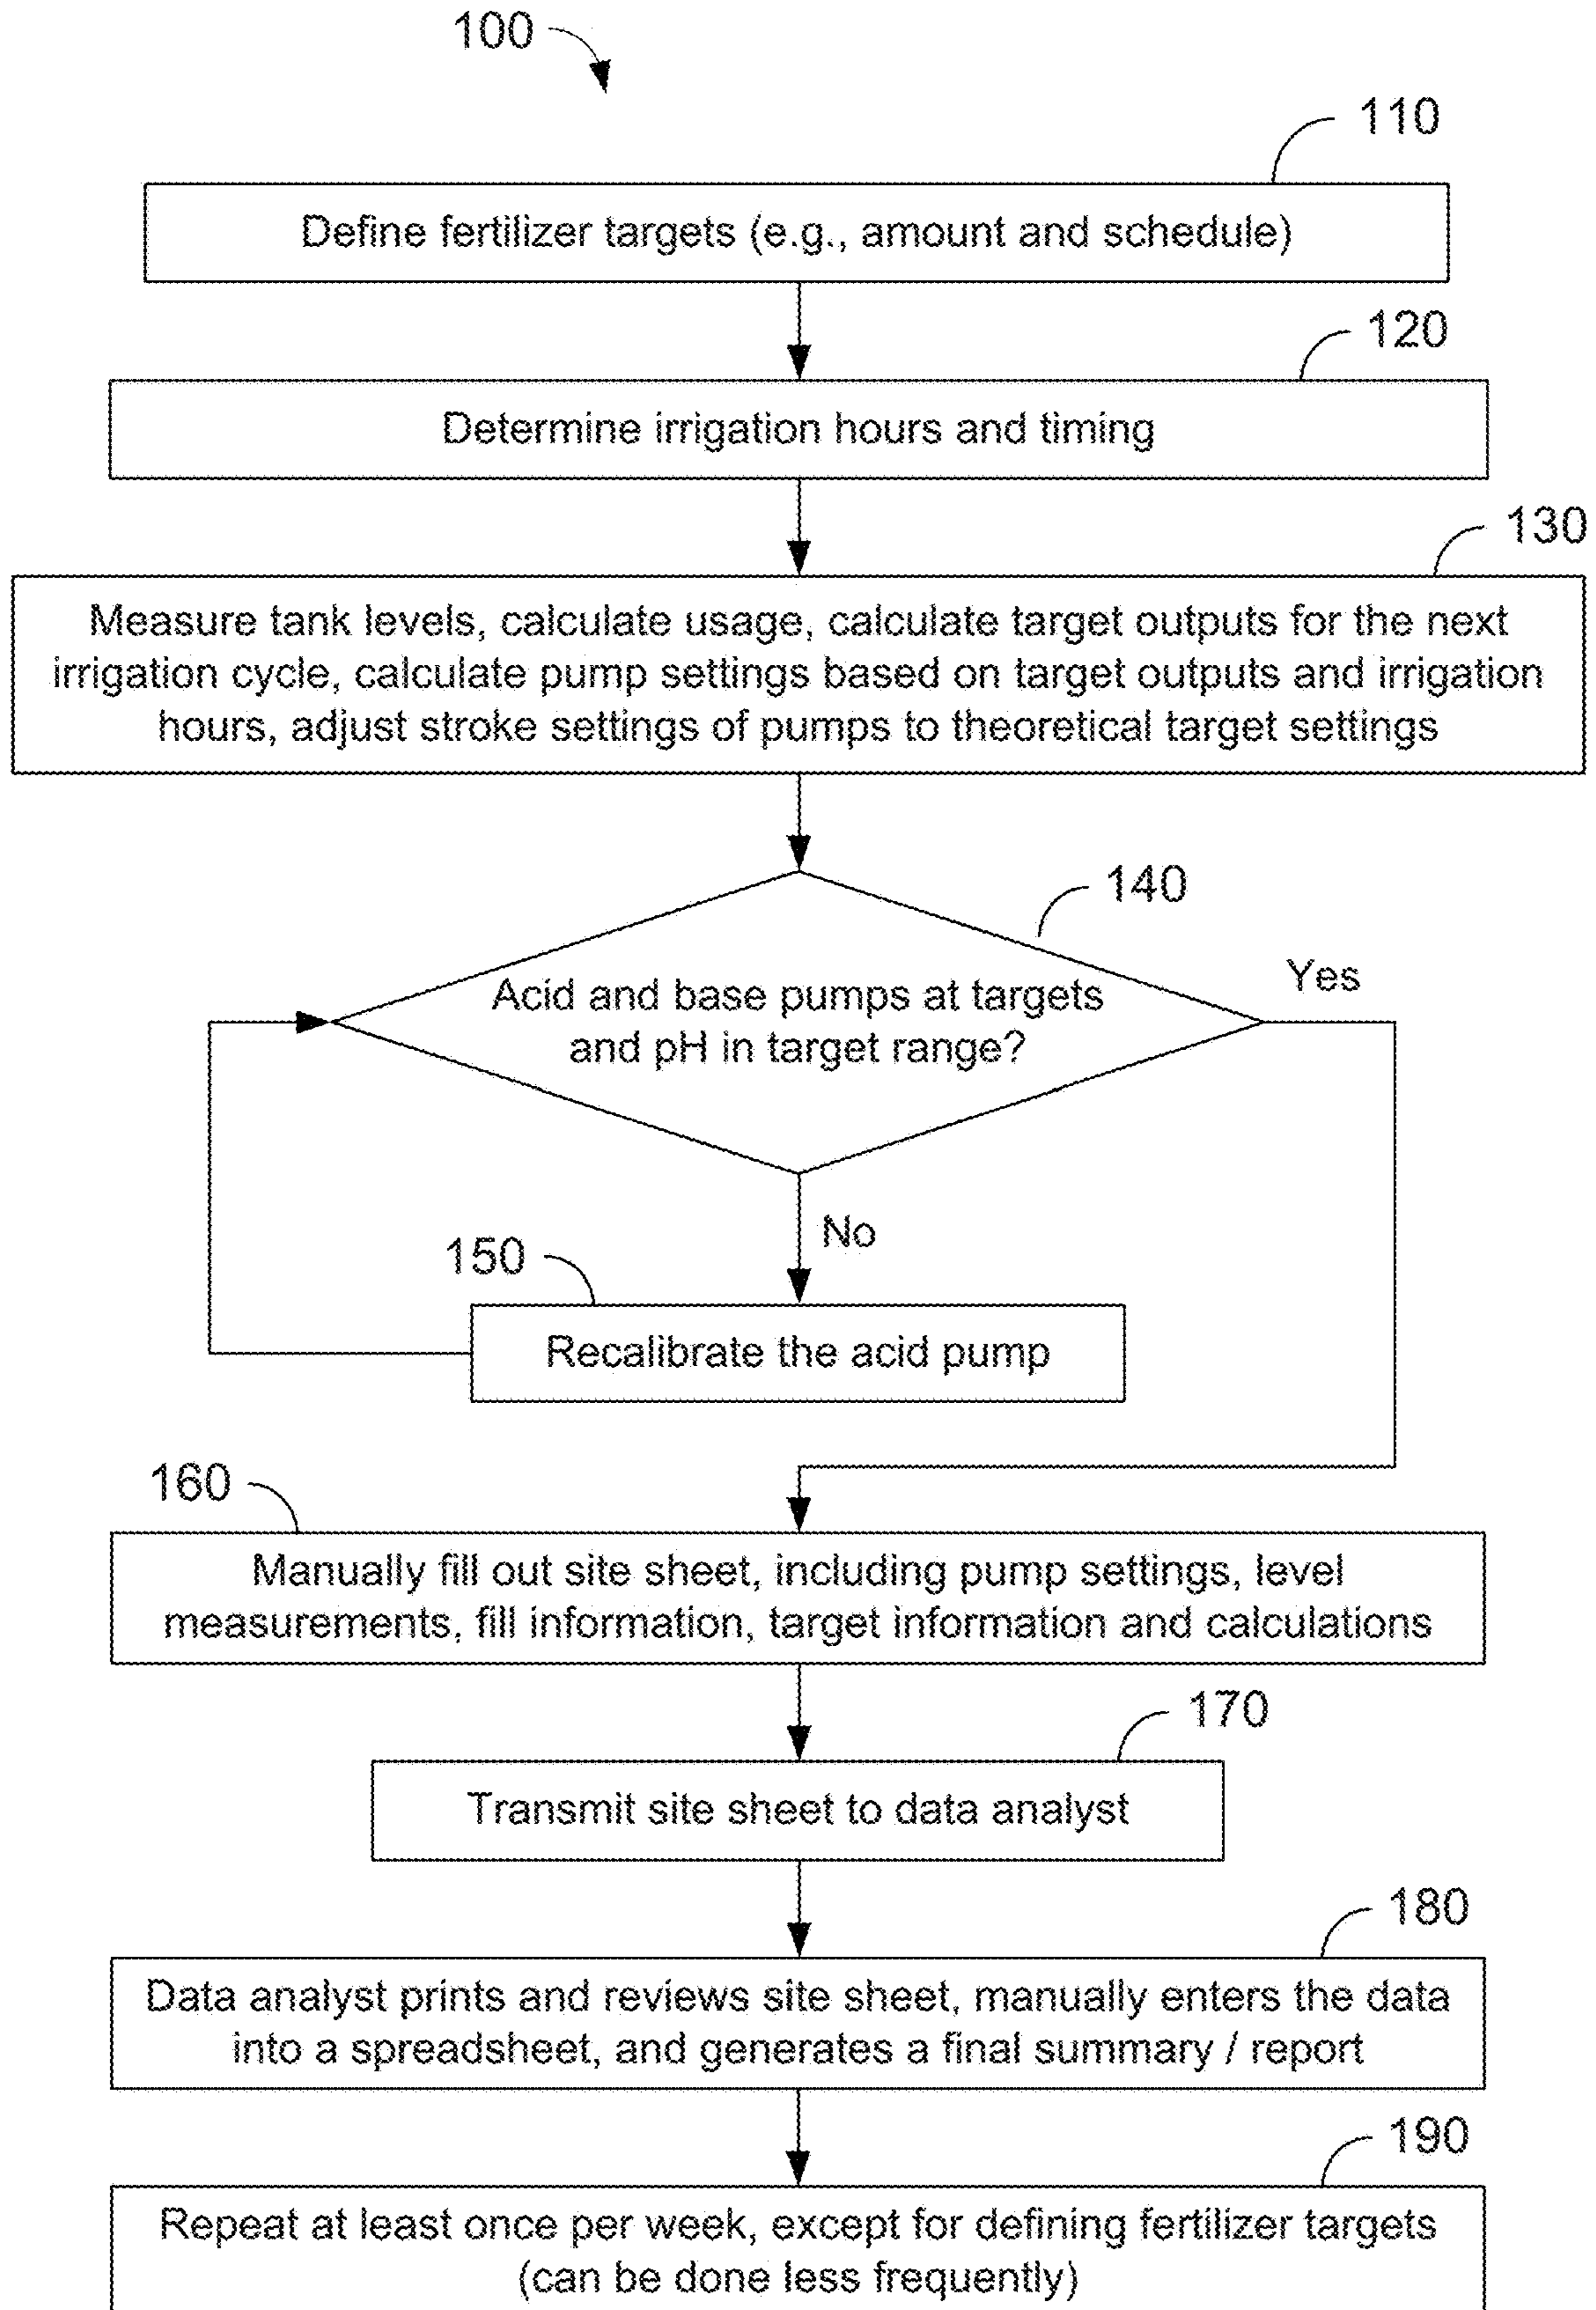 100
110
Define fertilizer targets (e.g., amount and schedule)
120
Determine irrigation hours and timing
130
Measure tank levels, calculate usage, calculate target outputs for the next
irrigation cycle, calculate pump settings based on target outputs and irrigation
hours, adjust stroke settings of pumps to theoretical target settings
140
Acid and base pumps at targets
and pH in target range?
Yes
No
150
Recalibrate the acid pump
160
Manually fill out site sheet, including pump settings, level
measurements, fill information, target information and calculations
170
Transmit site sheet to data analyst
180
Data analyst prints and reviews site sheet, manually enters the data
into a spreadsheet, and generates a final summary / report
190
Repeat at least once per week, except for defining fertilizer targets
(can be done less frequently)